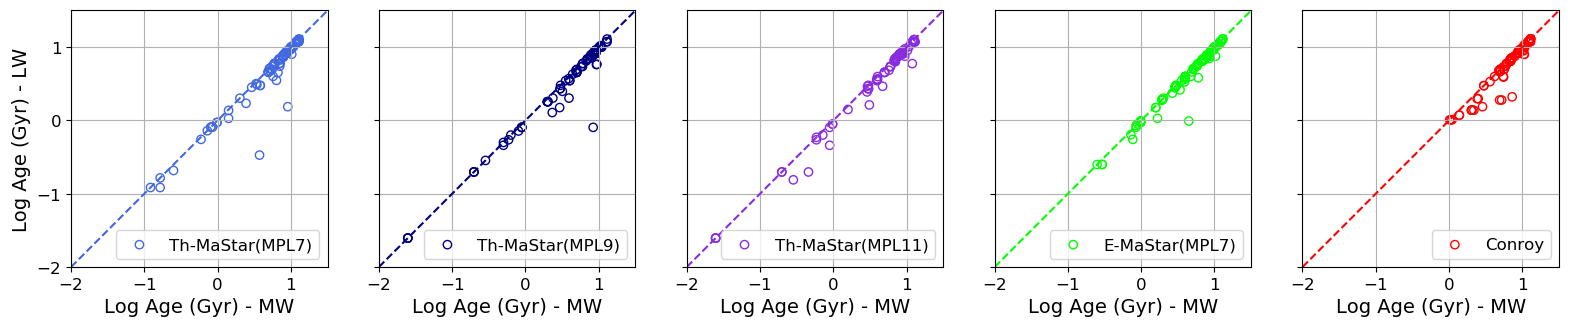 Log Age (Gyr) - LW
1
0
−1
−2
Th-MaStar(MPL7)
Th-MaStar(MPL9)
Th-MaStar(MPL11)
E-MaStar(MPL7)
Conroy
−2 −1 0 1
−2 −1 0 1
−2 −1 0 1
−2 −1 0 1
−2 −1 0 1
Log Age (Gyr) - MW
Log Age (Gyr) - MW
Log Age (Gyr) - MW
Log Age (Gyr) - MW
Log Age (Gyr) - MW